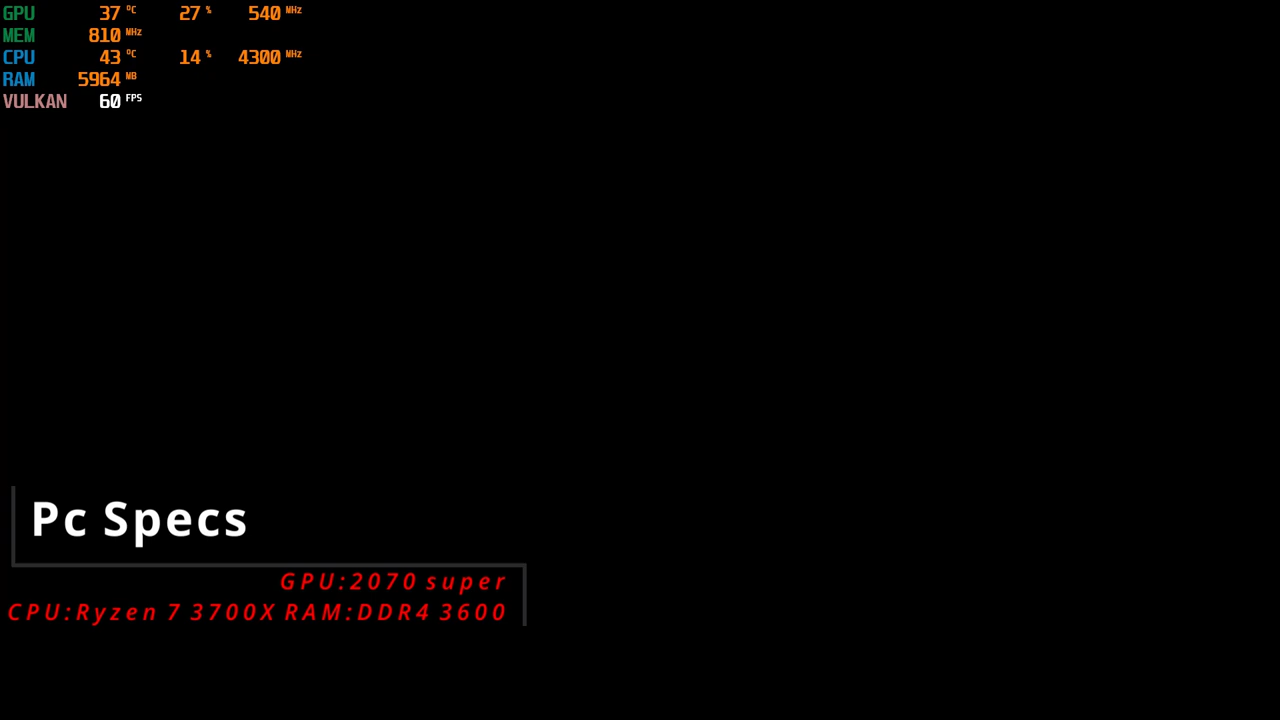 GPU 37 °C 27 % 540 MHz
MEM 810 MHz
CPU 43 °C 14 % 4300 MHz
RAM 5964 MB
VULKAN 60 FPS
Pc Specs
GPU:2070 super
CPU:Ryzen 7 3700X RAM:DDR4 3600